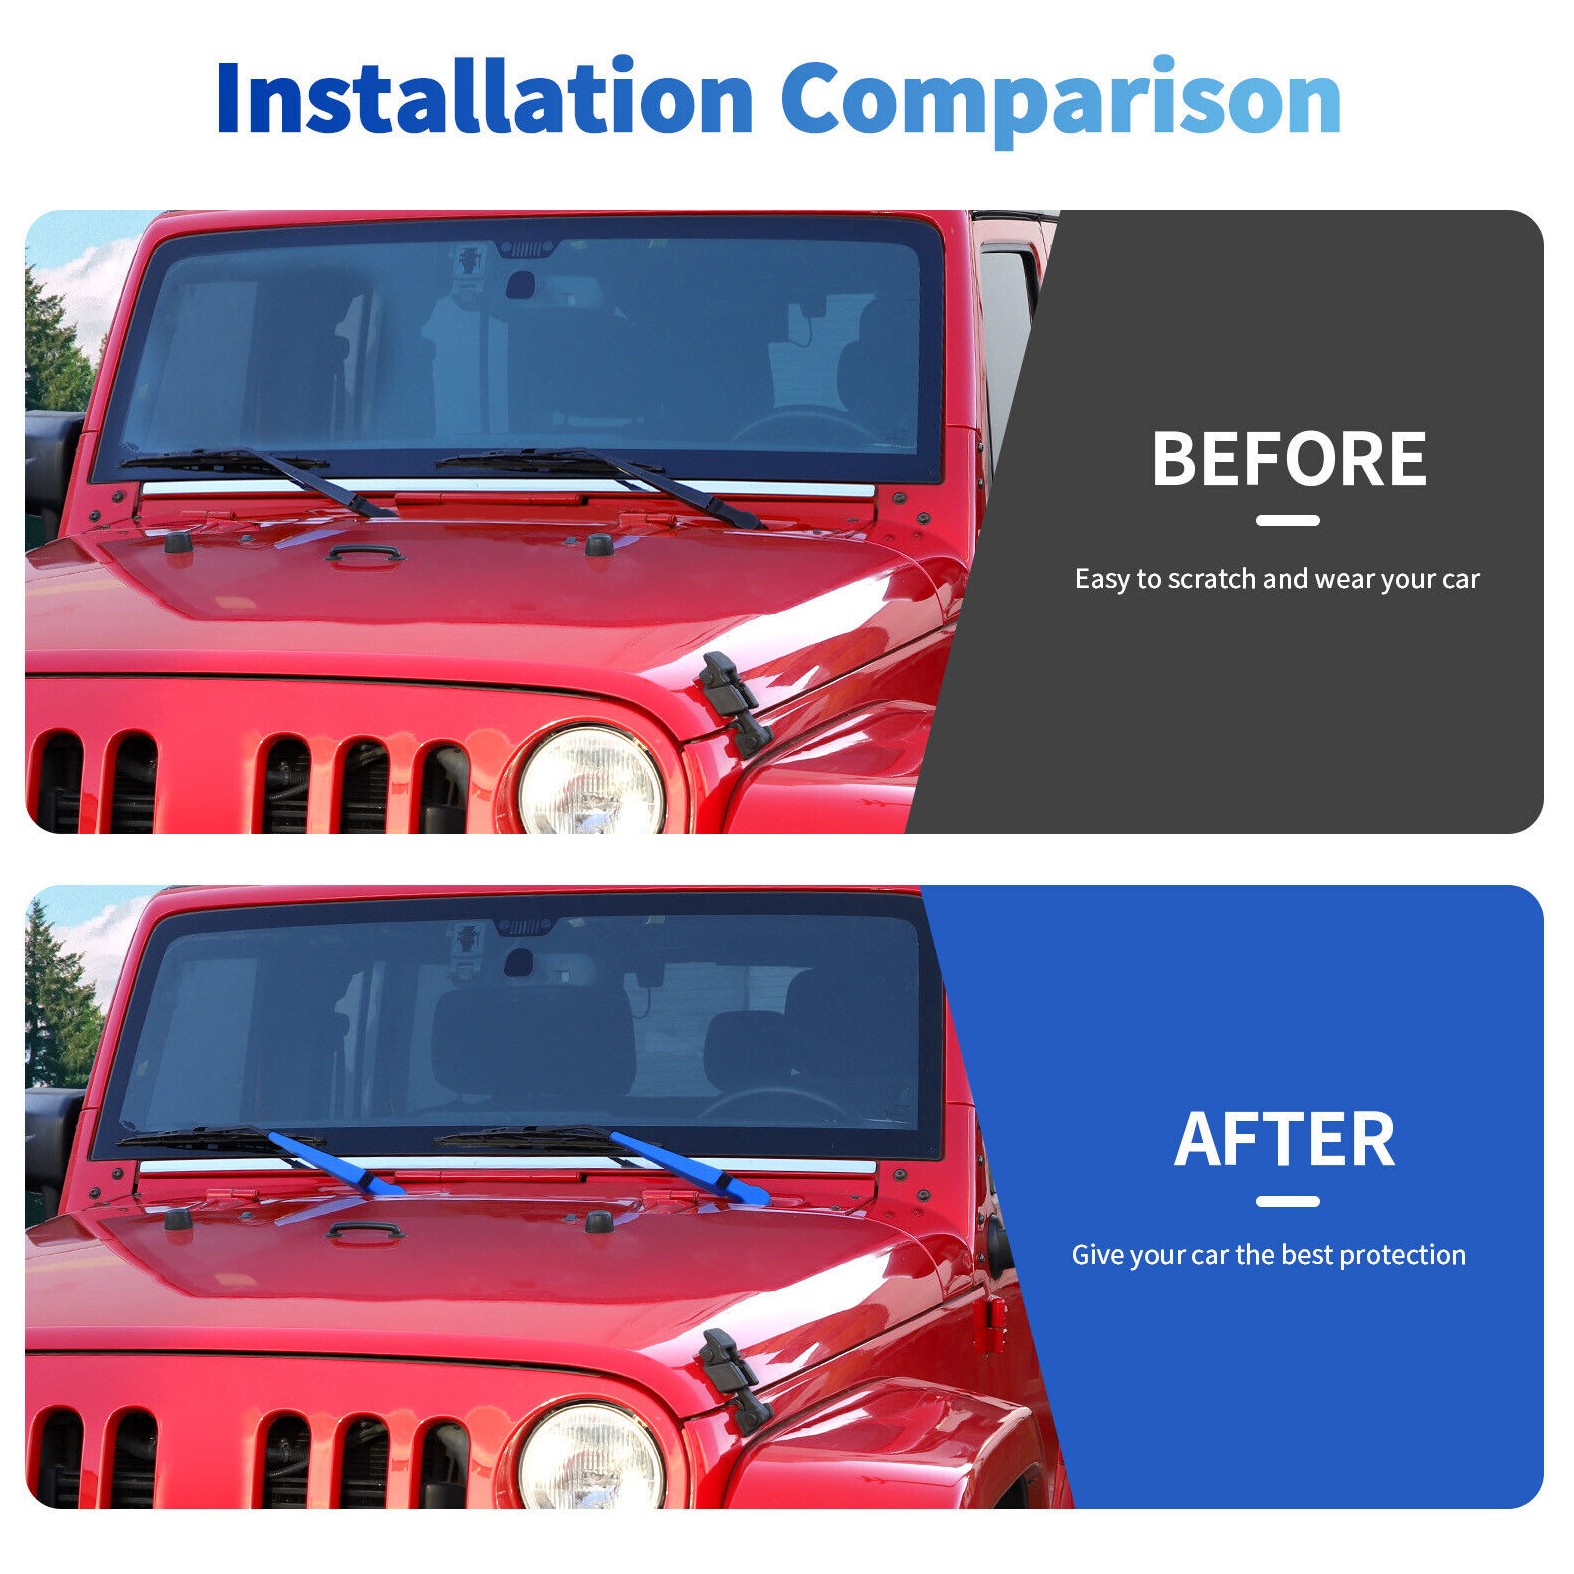 Installation Comparison
BEFORE
Easy to scratch and wear your car
AFTER
Give your car the best protection